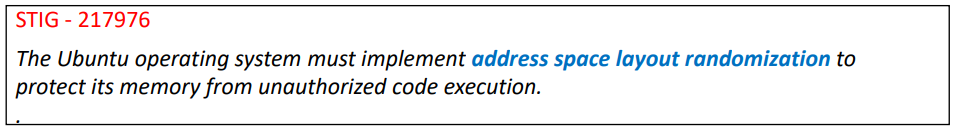 STIG - 217976
The Ubuntu operating system must implement address space layout randomization to
protect its memory from unauthorized code execution.
.